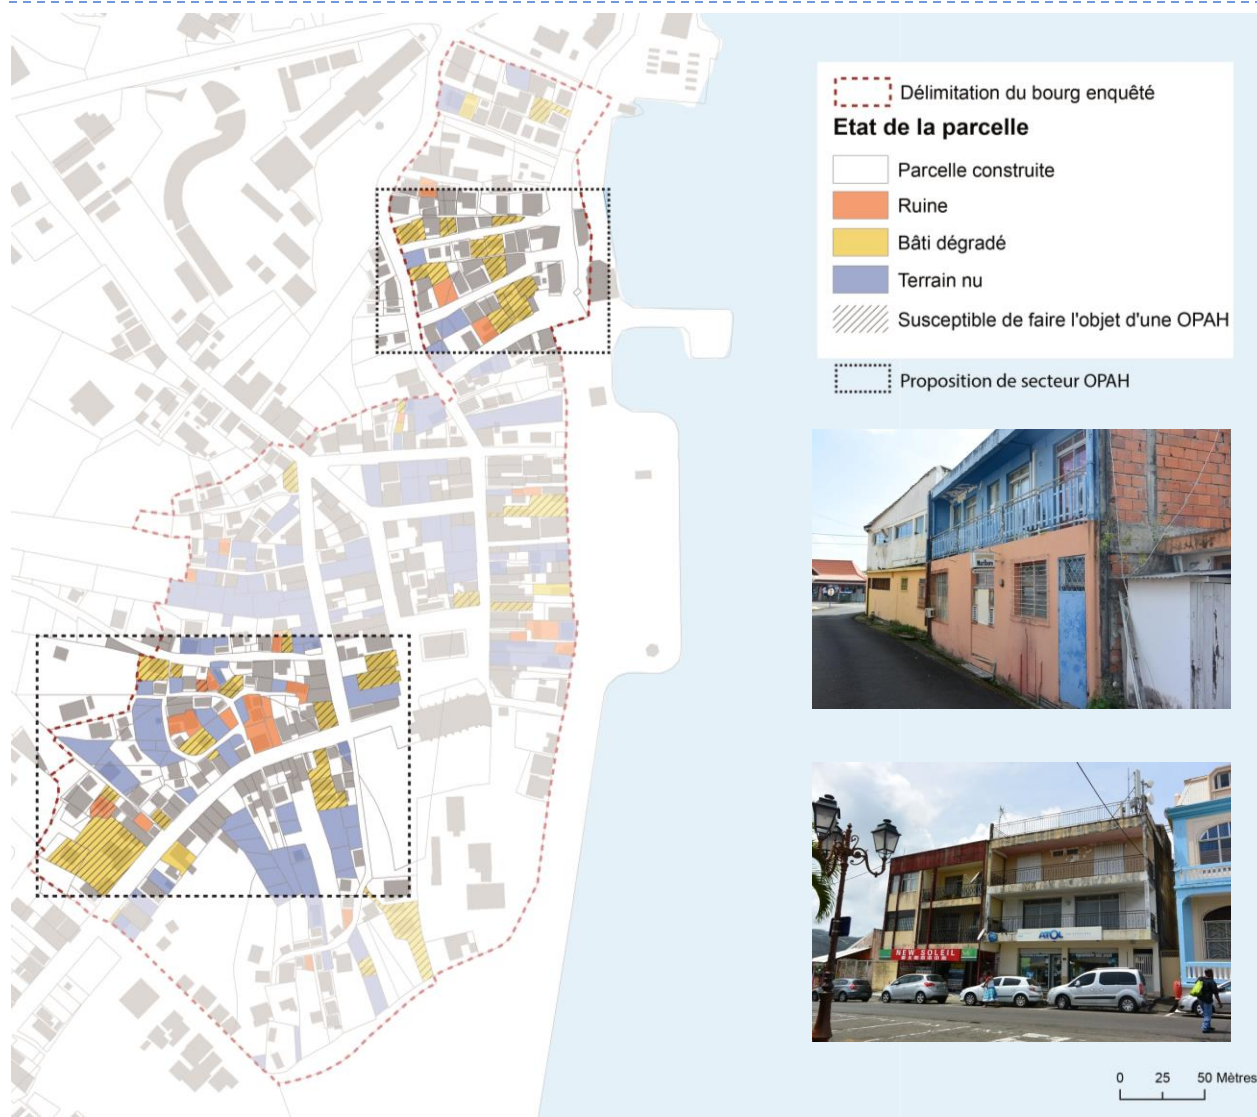 Délimitation du bourg enquêté
Etat de la parcelle
Parcelle construite
Ruine
Bâti dégradé
Terrain nu
Susceptible de faire l'objet d'une OPAH
Proposition de secteur OPAH
NEW SOLEIL
ATOL
0 25 50 Mètres